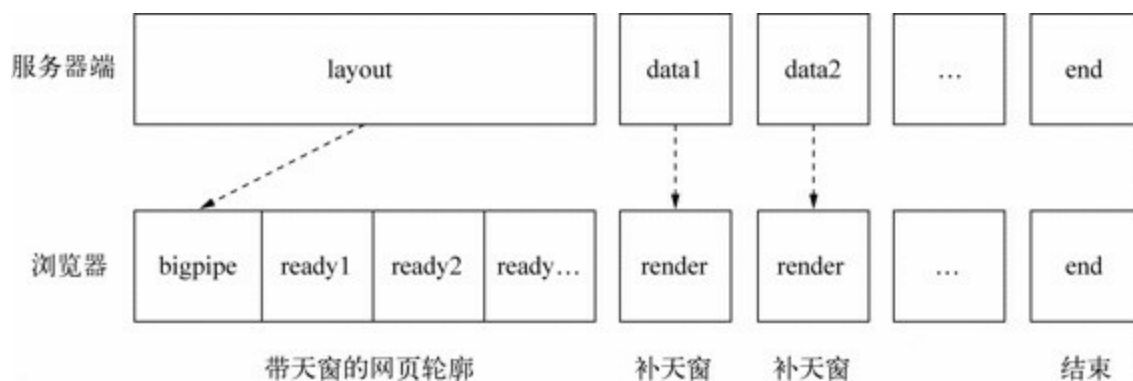 服务器端 layout data1 data2 … end
浏览器 bigpipe ready1 ready2 ready… render render … end
带天窗的网页轮廓 补天窗 补天窗 结束